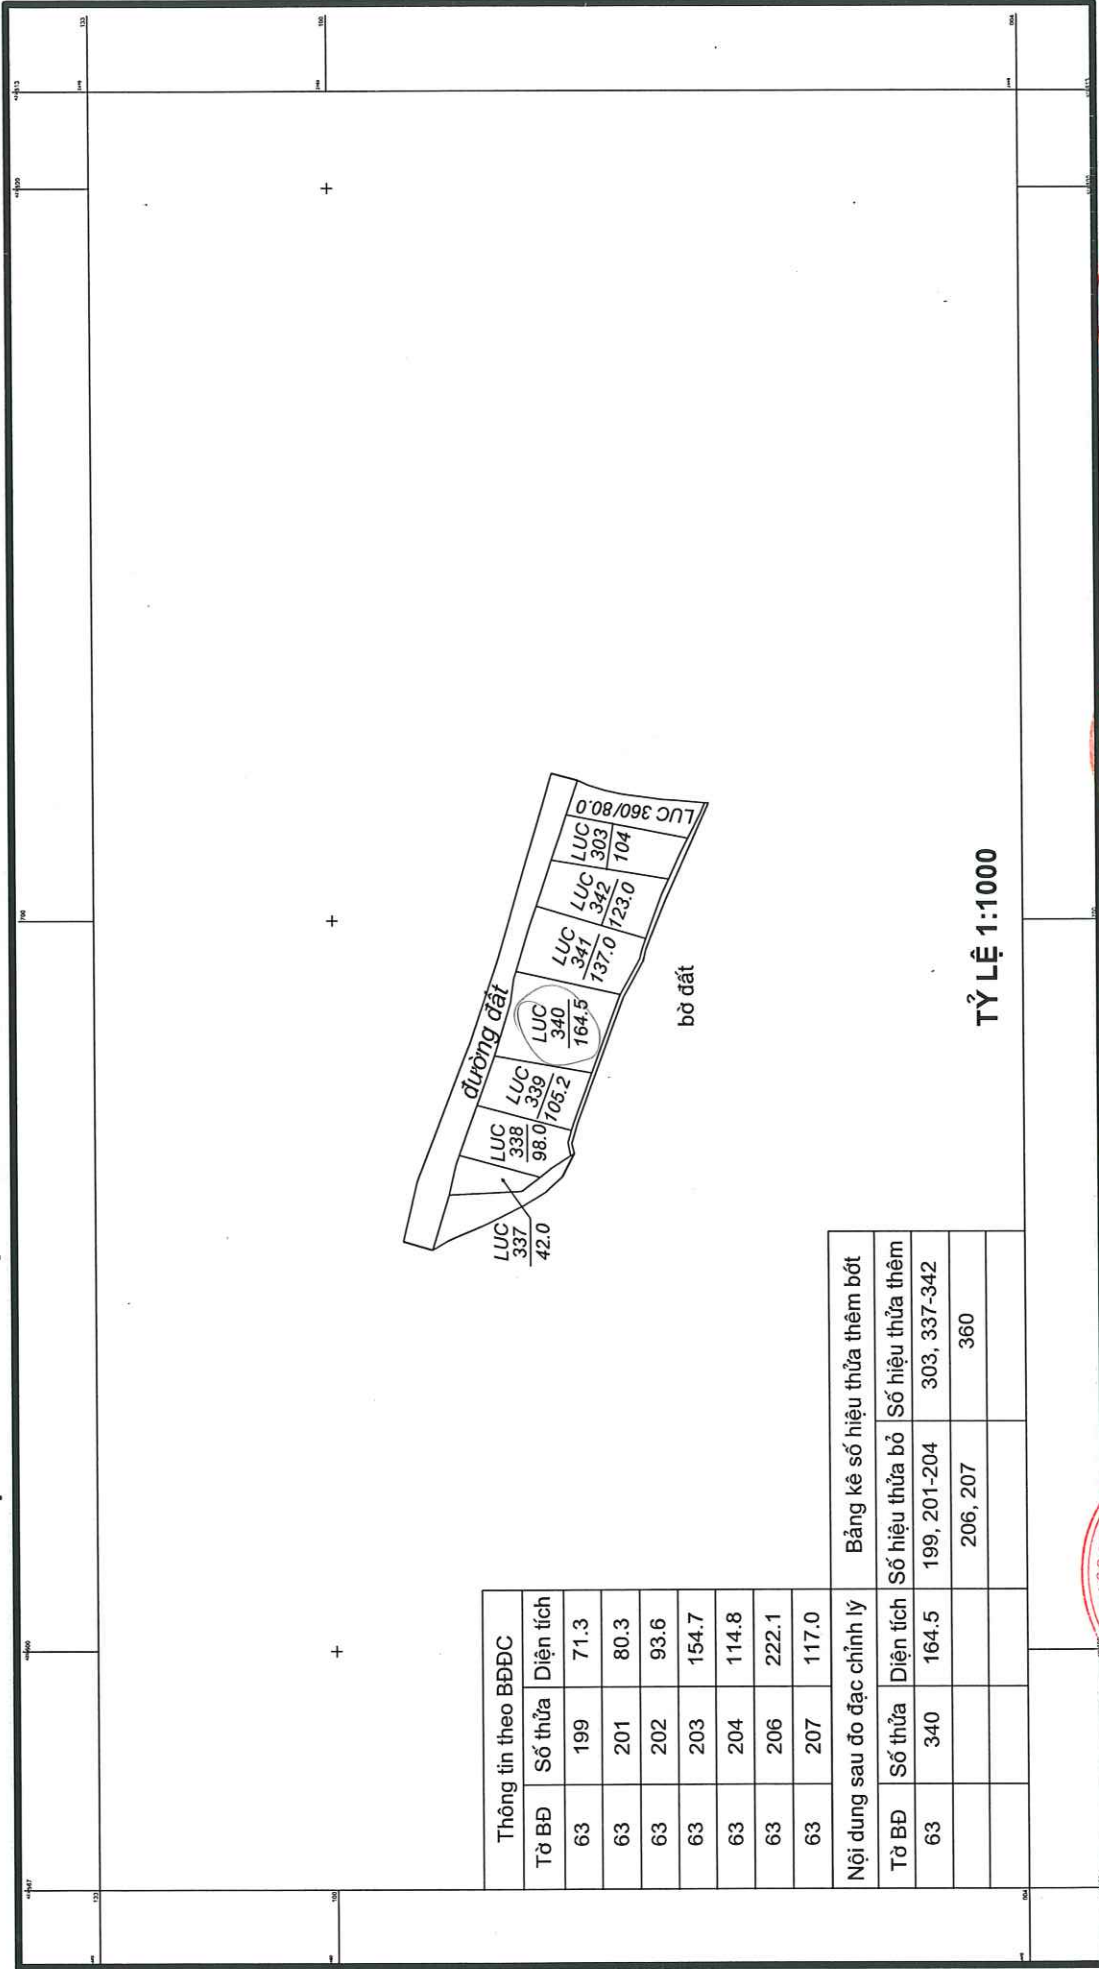 đường đất
LUC
337
42.0
LUC
338
98.0
LUC
339
105.2
LUC
340
164.5
LUC
341
137.0
LUC
342
123.0
LUC
303
104
LUC 360/80.0
bờ đất
Thông tin theo BĐĐC
Tờ BĐ Số thửa Diện tích
63 199 71.3
63 201 80.3
63 202 93.6
63 203 154.7
63 204 114.8
63 206 222.1
63 207 117.0
Nội dung sau đo đạc chỉnh lý Bảng kê số hiệu thửa thêm bớt
Tờ BĐ Số thửa Diện tích Số hiệu thửa bỏ Số hiệu thửa thêm
63 340 164.5 199, 201-204 303, 337-342
206, 207 360
TỶ LỆ 1:1000